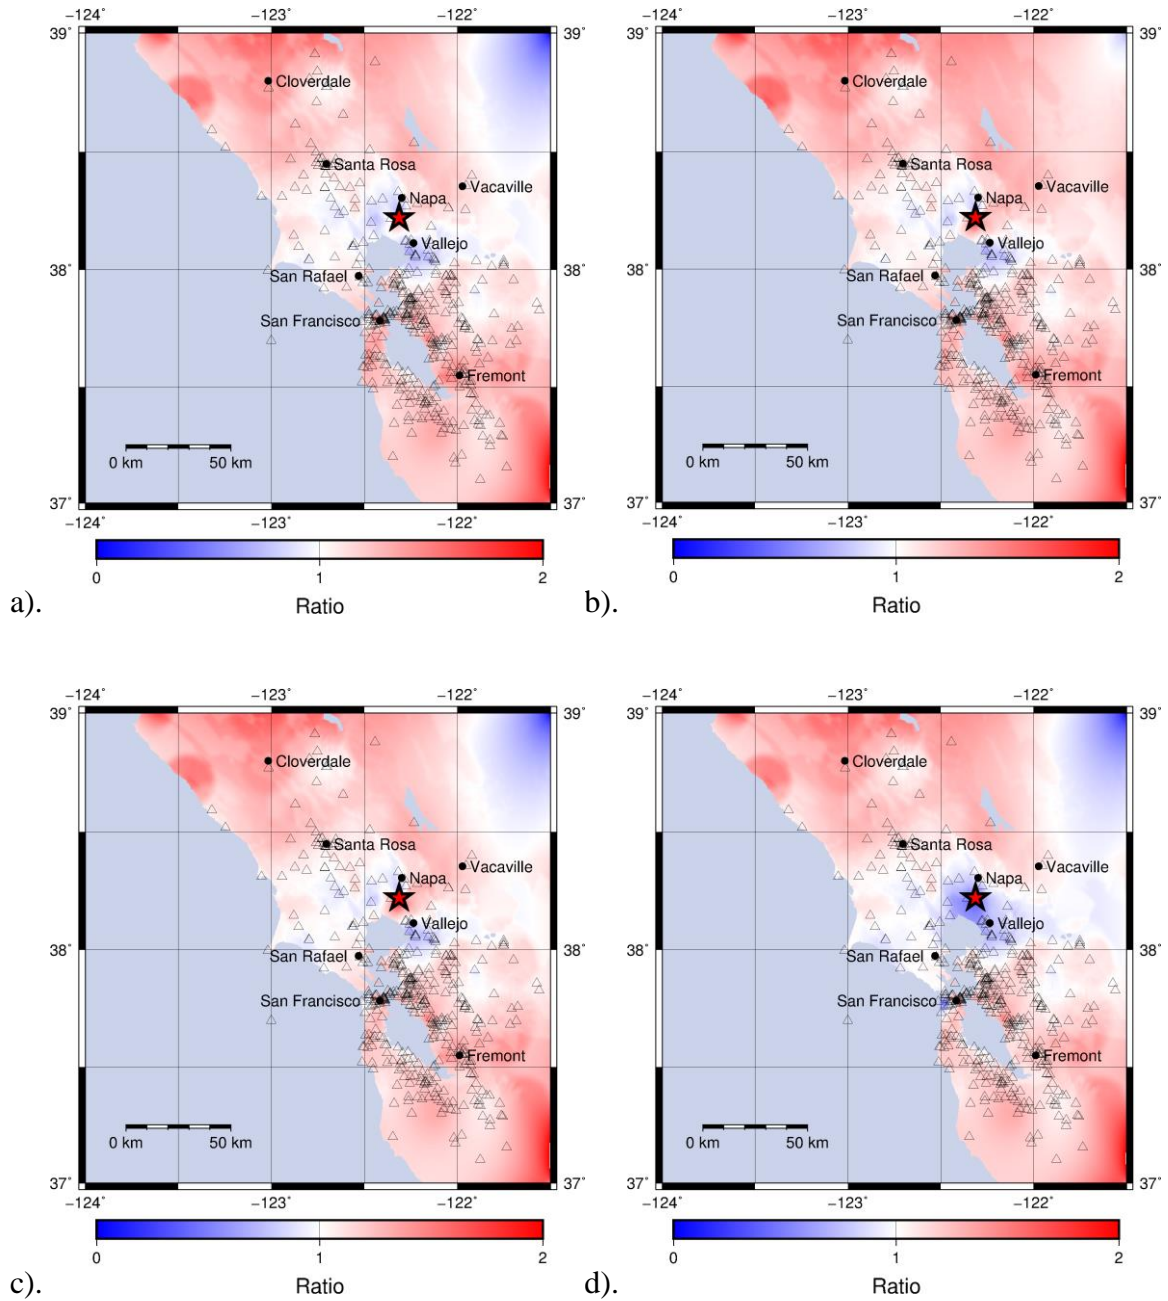 −124˚ −123˚ −122˚
39˚ 39˚
Cloverdale
Santa Rosa
Vacaville
Napa
Vallejo
38˚ 38˚
San Rafael
San Francisco
Fremont
0 km 50 km
37˚ 37˚
−124˚ −123˚ −122˚
0 1 2
a). Ratio
−124˚ −123˚ −122˚
39˚ 39˚
Cloverdale
Santa Rosa
Vacaville
Napa
Vallejo
38˚ 38˚
San Rafael
San Francisco
Fremont
0 km 50 km
37˚ 37˚
−124˚ −123˚ −122˚
0 1 2
b). Ratio
−124˚ −123˚ −122˚
39˚ 39˚
Cloverdale
Santa Rosa
Vacaville
Napa
Vallejo
38˚ 38˚
San Rafael
San Francisco
Fremont
0 km 50 km
37˚ 37˚
−124˚ −123˚ −122˚
0 1 2
c). Ratio
−124˚ −123˚ −122˚
39˚ 39˚
Cloverdale
Santa Rosa
Vacaville
Napa
Vallejo
38˚ 38˚
San Rafael
San Francisco
Fremont
0 km 50 km
37˚ 37˚
−124˚ −123˚ −122˚
0 1 2
d). Ratio